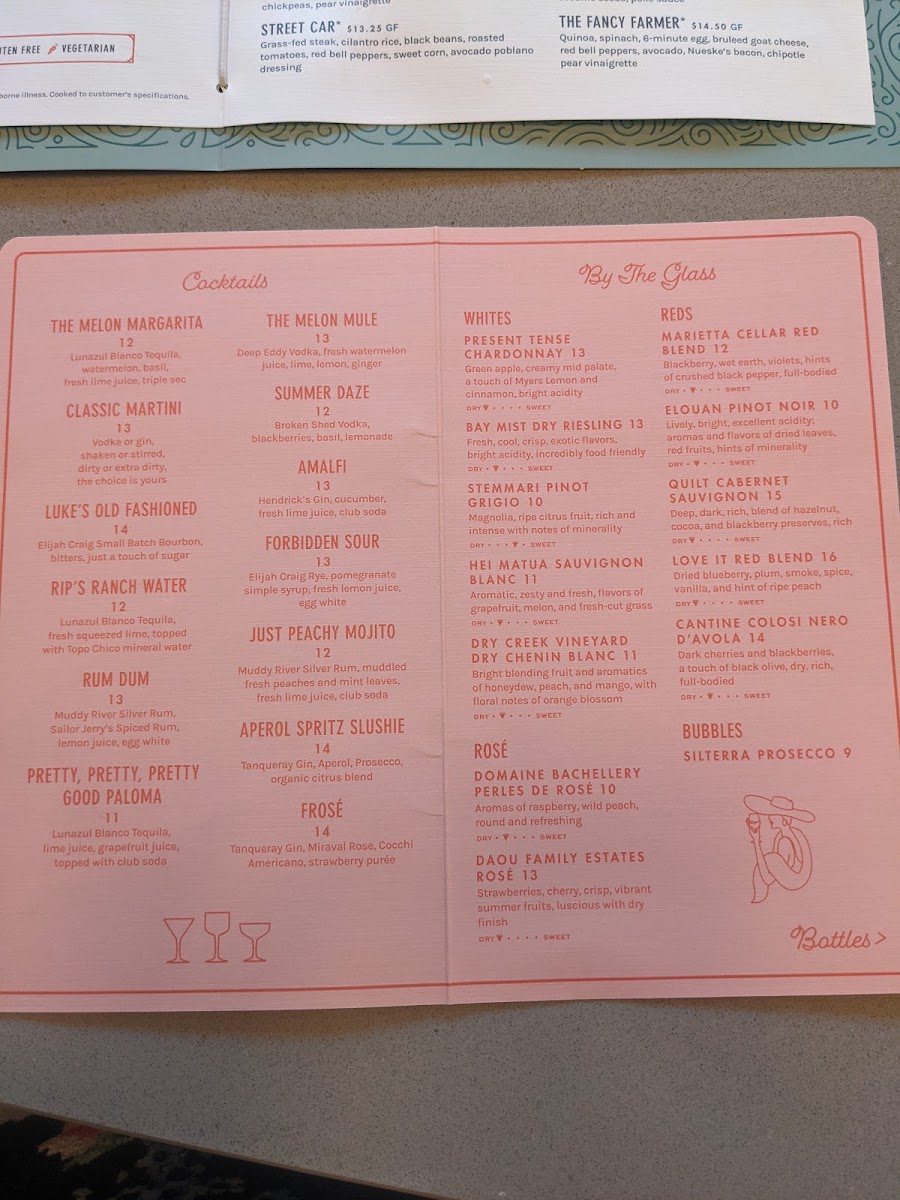 chickpeas, pear vinaigrette
STREET CAR* $13.25 GF
Grass-fed steak, cilantro rice, black beans, roasted
tomatoes, red bell peppers, sweet corn, avocado poblano
dressing
THE FANCY FARMER* $14.50 GF
Quinoa, spinach, 6-minute egg, bruleed goat cheese,
red bell peppers, avocado, Nueske's bacon, chipotle
pear vinaigrette
FREE VEGETARIAN
illness. Cooked to customer's specifications.
Cocktails
THE MELON MARGARITA
12
Lunazul Blanco Tequila,
watermelon, basil,
fresh lime juice, triple sec
CLASSIC MARTINI
13
Vodka or gin,
shaken or stirred,
dirty or extra dirty,
the choice is yours
LUKE'S OLD FASHIONED
14
Elijah Craig Small Batch Bourbon,
bitters, just a touch of sugar
RIP'S RANCH WATER
12
Lunazul Blanco Tequila,
fresh squeezed lime, topped
with Topo Chico mineral water
RUM DUM
13
Muddy River Silver Rum,
Sailor Jerry's Spiced Rum,
lemon juice, egg white
PRETTY, PRETTY, PRETTY
GOOD PALOMA
11
Lunazul Blanco Tequila,
lime juice, grapefruit juice,
topped with club soda
THE MELON MULE
13
Deep Eddy Vodka, fresh watermelon
juice, lime, lemon, ginger
SUMMER DAZE
12
Broken Shed Vodka,
blackberries, basil, lemonade
AMALFI
13
Hendrick's Gin, cucumber,
fresh lime juice, club soda
FORBIDDEN SOUR
13
Elijah Craig Rye, pomegranate
simple syrup, fresh lemon juice,
egg white
JUST PEACHY MOJITO
12
Muddy River Silver Rum, muddled
fresh peaches and mint leaves,
fresh lime juice, club soda
APEROL SPRITZ SLUSHIE
14
Tanqueray Gin, Aperol, Prosecco,
organic citrus blend
FROSÉ
14
Tanqueray Gin, Miraval Rose, Cocchi
Americano, strawberry purée
By The Glass
WHITES
PRESENT TENSE
CHARDONNAY 13
Green apple, creamy mid palate,
a touch of Myers Lemon and
cinnamon, bright acidity
DRY SWEET
BAY MIST DRY RIESLING 13
Fresh, cool, crisp, exotic flavors,
bright acidity, incredibly food friendly
DRY SWEET
STEMMARI PINOT
GRIGIO 10
Magnolia, ripe citrus fruit, rich and
intense with notes of minerality
DRY SWEET
HEI MATUA SAUVIGNON
BLANC 11
Aromatic, zesty and fresh, flavors of
grapefruit, melon, and fresh-cut grass
DRY SWEET
DRY CREEK VINEYARD
DRY CHENIN BLANC 11
Bright blending fruit and aromatics
of honeydew, peach, and mango, with
floral notes of orange blossom
DRY SWEET
ROSÉ
DOMAINE BACHELLERY
PERLES DE ROSÉ 10
Aromas of raspberry, wild peach,
round and refreshing
DRY SWEET
DAOU FAMILY ESTATES
ROSÉ 13
Strawberries, cherry, crisp, vibrant
summer fruits, luscious with dry
finish
DRY SWEET
REDS
MARIETTA CELLAR RED
BLEND 12
Blackberry, wet earth, violets, hints
of crushed black pepper, full-bodied
DRY SWEET
ELOUAN PINOT NOIR 10
Lively, bright, excellent acidity;
aromas and flavors of dried leaves,
red fruits, hints of minerality
DRY SWEET
QUILT CABERNET
SAUVIGNON 15
Deep, dark, rich, blend of hazelnut,
cocoa, and blackberry preserves, rich
DRY SWEET
LOVE IT RED BLEND 16
Dried blueberry, plum, smoke, spice,
vanilla, and hint of ripe peach
DRY SWEET
CANTINE COLOSI NERO
D'AVOLA 14
Dark cherries and blackberries,
a touch of black olive, dry, rich,
full-bodied
DRY SWEET
BUBBLES
SILTERRA PROSECCO 9
Bottles >